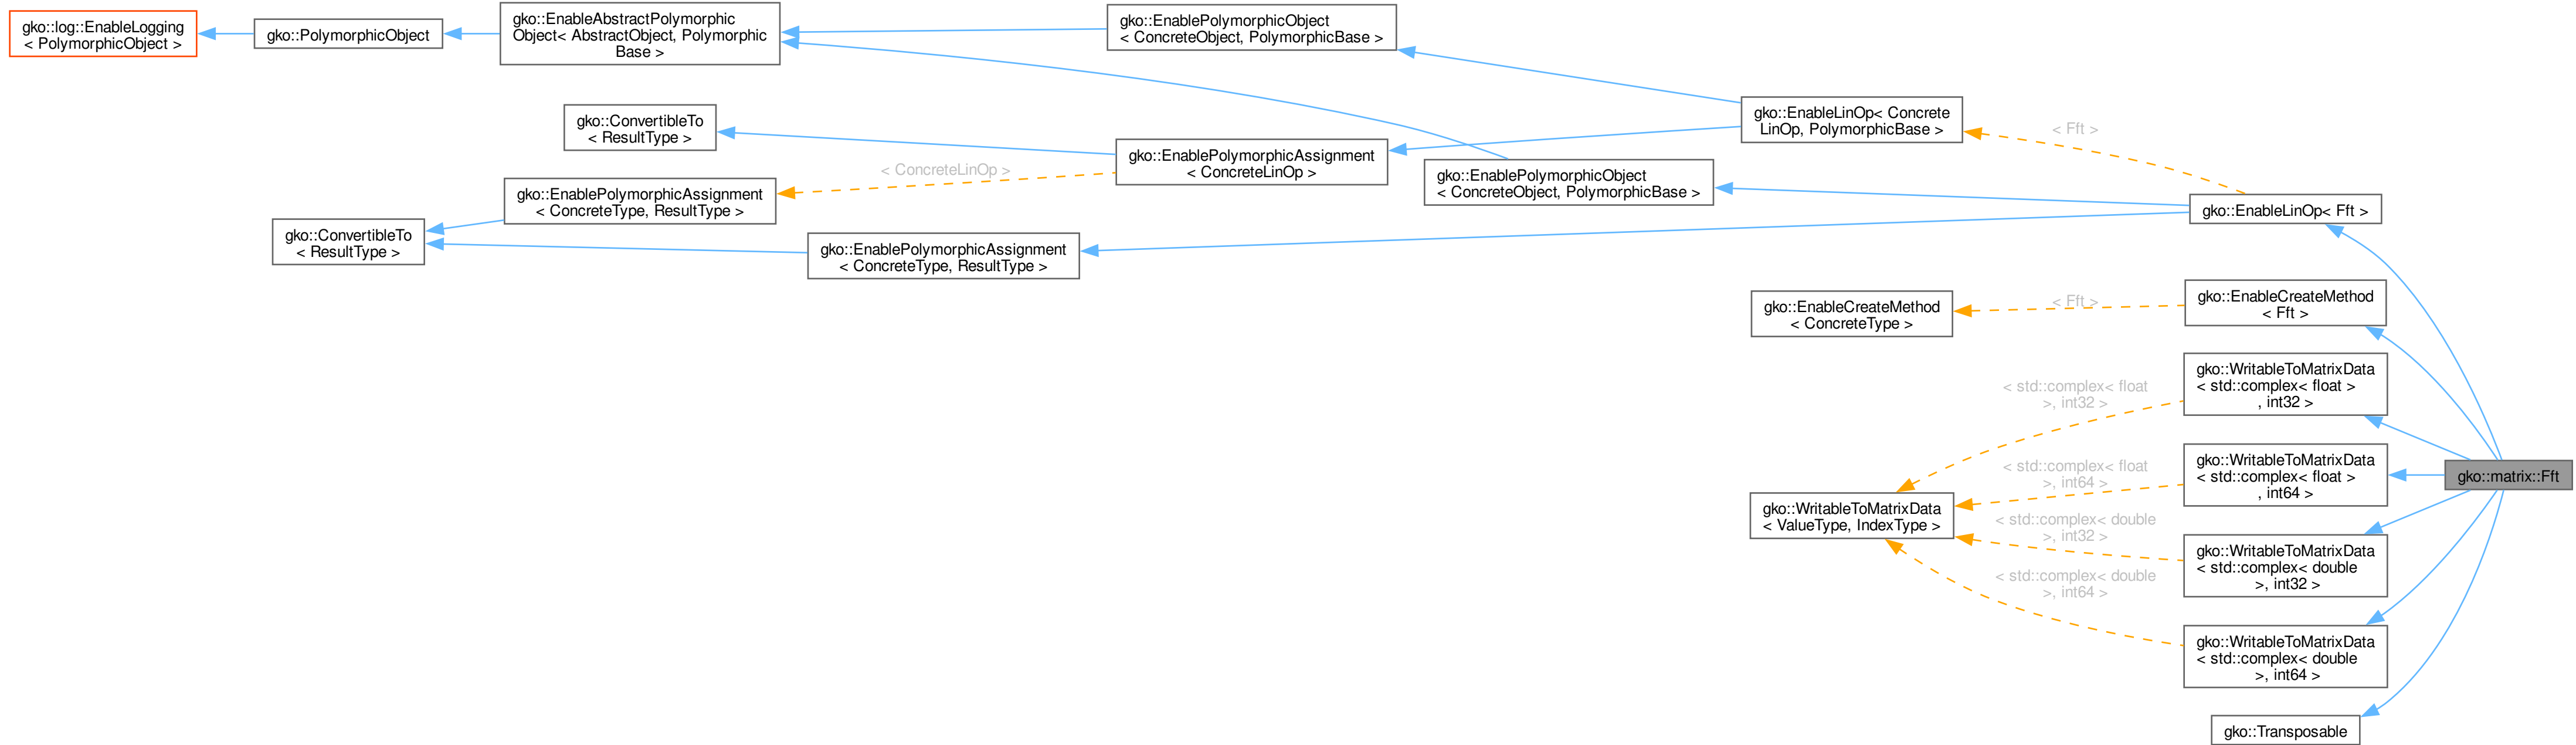 gko::log::EnableLogging
< PolymorphicObject >
gko::PolymorphicObject
gko::EnableAbstractPolymorphic
Object< AbstractObject, Polymorphic
Base >
gko::EnablePolymorphicObject
< ConcreteObject, PolymorphicBase >
gko::ConvertibleTo
< ResultType >
gko::EnableLinOp< Concrete
LinOp, PolymorphicBase >
< Fft >
gko::EnablePolymorphicAssignment
< ConcreteLinOp >
< ConcreteLinOp >
gko::EnablePolymorphicObject
< ConcreteObject, PolymorphicBase >
gko::EnablePolymorphicAssignment
< ConcreteType, ResultType >
gko::EnableLinOp< Fft >
gko::ConvertibleTo
< ResultType >
gko::EnablePolymorphicAssignment
< ConcreteType, ResultType >
gko::EnableCreateMethod
< ConcreteType >
< Fft >
gko::EnableCreateMethod
< Fft >
gko::WritableToMatrixData
< std::complex< float >
, int32 >
< std::complex< float
>, int32 >
gko::WritableToMatrixData
< std::complex< float >
, int64 >
< std::complex< float
>, int64 >
gko::matrix::Fft
gko::WritableToMatrixData
< ValueType, IndexType >
< std::complex< double
>, int32 >
gko::WritableToMatrixData
< std::complex< double
>, int32 >
< std::complex< double
>, int64 >
gko::WritableToMatrixData
< std::complex< double
>, int64 >
gko::Transposable